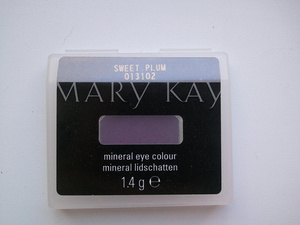 SWEET PLUM
013102
MARY KAY
mineral eye colour
mineral lidschatten
1.4 g ℮